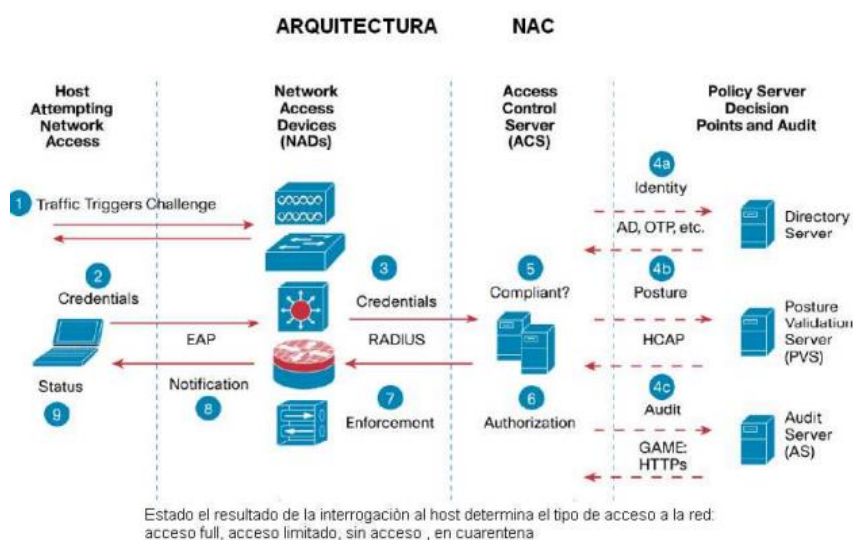 ARQUITECTURA NAC
Host
Attempting
Network
Access
Network
Access
Devices
(NADs)
Access
Control
Server
(ACS)
Policy Server
Decision
Points and Audit
1 Traffic Triggers Challenge
2
Credentials
EAP
Notification
8
Status
9
3
Credentials
RADIUS
7
Enforcement
5
Compliant?
6
Authorization
4a
Identity
AD, OTP, etc.
Directory
Server
4b
Posture
HCAP
Posture
Validation
Server
(PVS)
4c
Audit
GAME:
HTTPs
Audit
Server
(AS)
Estado el resultado de la interrogaciòn al host determina el tipo de acceso a la red:
acceso full, acceso limitado, sin acceso , en cuarentena